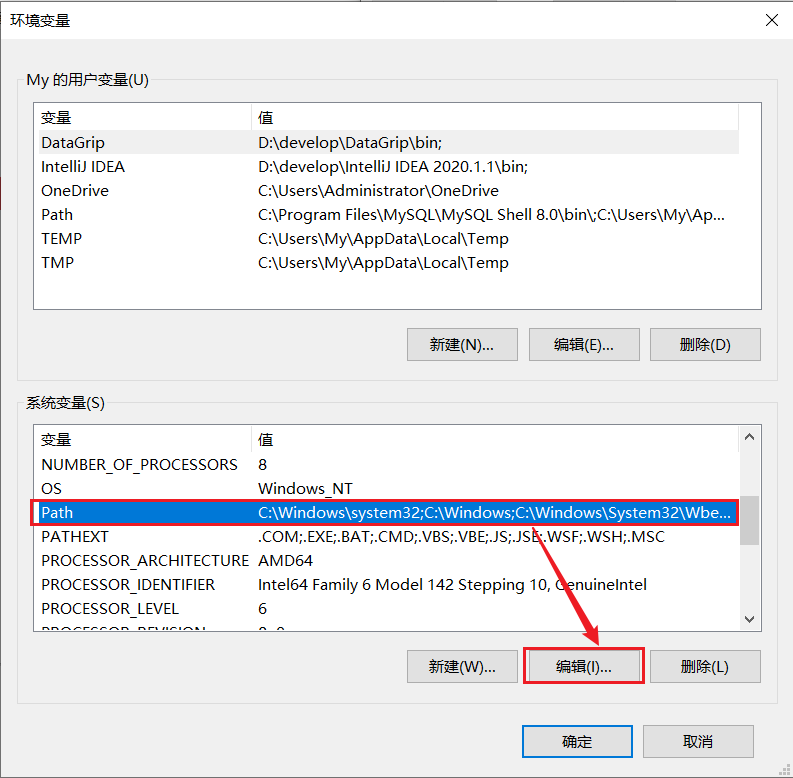 环境变量
My 的用户变量(U)
变量 值
DataGrip D:\develop\DataGrip\bin;
IntelliJ IDEA D:\develop\IntelliJ IDEA 2020.1.1\bin;
OneDrive C:\Users\Administrator\OneDrive
Path C:\Program Files\MySQL\MySQL Shell 8.0\bin\;C:\Users\My\Ap...
TEMP C:\Users\My\AppData\Local\Temp
TMP C:\Users\My\AppData\Local\Temp
新建(N)... 编辑(E)... 删除(D)
系统变量(S)
变量 值
NUMBER_OF_PROCESSORS 8
OS Windows_NT
Path C:\Windows\system32;C:\Windows;C:\Windows\System32\Wbe...
PATHEXT .COM;.EXE;.BAT;.CMD;.VBS;.VBE;.JS;.JSE;.WSF;.WSH;.MSC
PROCESSOR_ARCHITECTURE AMD64
PROCESSOR_IDENTIFIER Intel64 Family 6 Model 142 Stepping 10, GenuineIntel
PROCESSOR_LEVEL 6
PROCESSOR_REVISION
新建(W)... 编辑(I)... 删除(L)
确定 取消